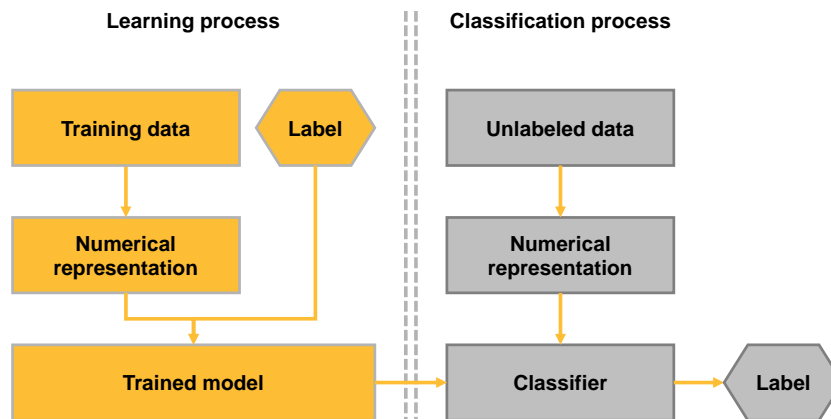 Learning process
Classification process
Training data
Label
Unlabeled data
Numerical
representation
Numerical
representation
Trained model
Classifier
Label